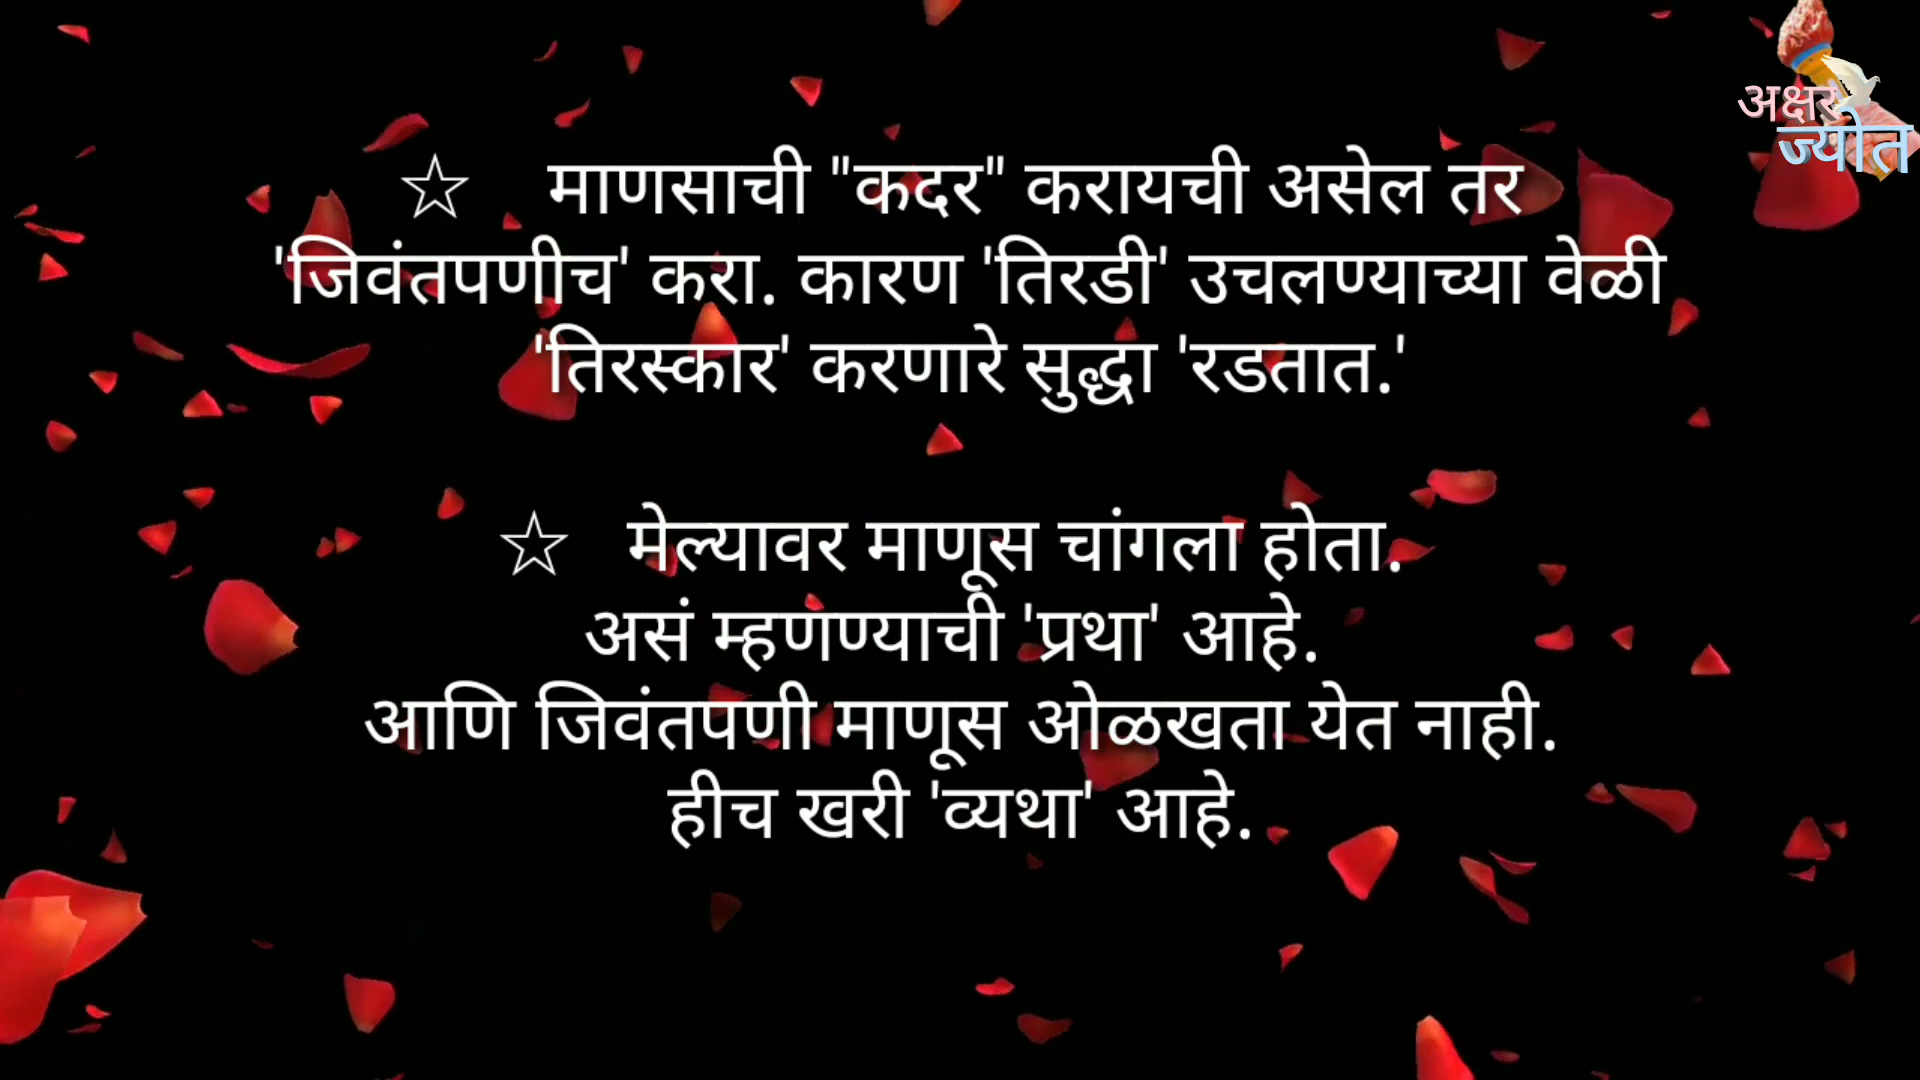 अक्षर
ज्योत
☆ माणसाची "कदर" करायची असेल तर
'जिवंतपणीच' करा. कारण 'तिरडी' उचलण्याच्या वेळी
'तिरस्कार' करणारे सुद्धा 'रडतात.'
☆ मेल्यावर माणूस चांगला होता.
असं म्हणण्याची 'प्रथा' आहे.
आणि जिवंतपणी माणूस ओळखता येत नाही.
हीच खरी 'व्यथा' आहे.